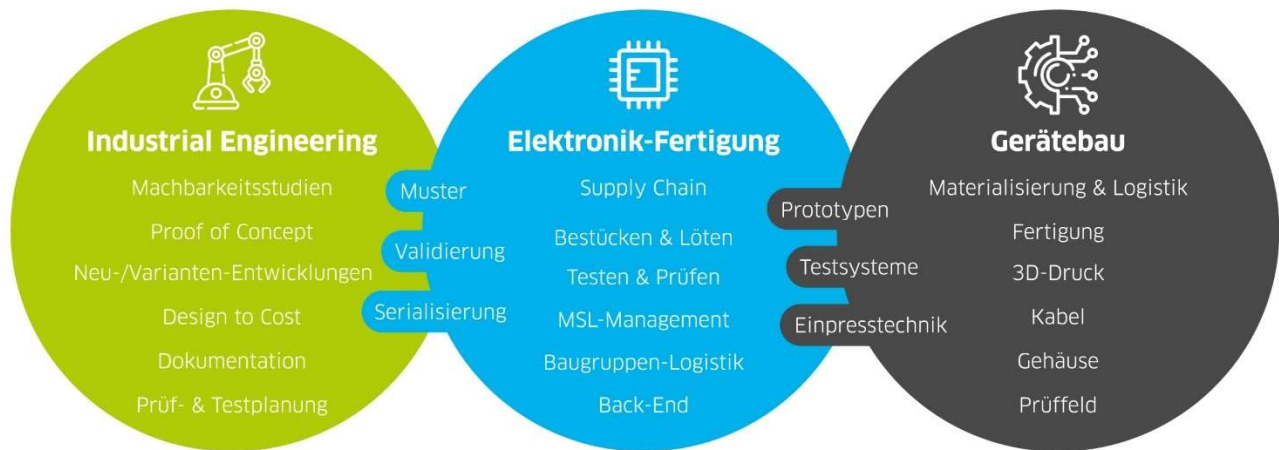 Industrial Engineering
Machbarkeitsstudien
Proof of Concept
Neu-/Varianten-Entwicklungen
Design to Cost
Dokumentation
Prüf- & Testplanung
Muster
Validierung
Serialisierung
Elektronik-Fertigung
Supply Chain
Bestücken & Löten
Testen & Prüfen
MSL-Management
Baugruppen-Logistik
Back-End
Prototypen
Testsysteme
Einpresstechnik
Gerätebau
Materialisierung & Logistik
Fertigung
3D-Druck
Kabel
Gehäuse
Prüffeld